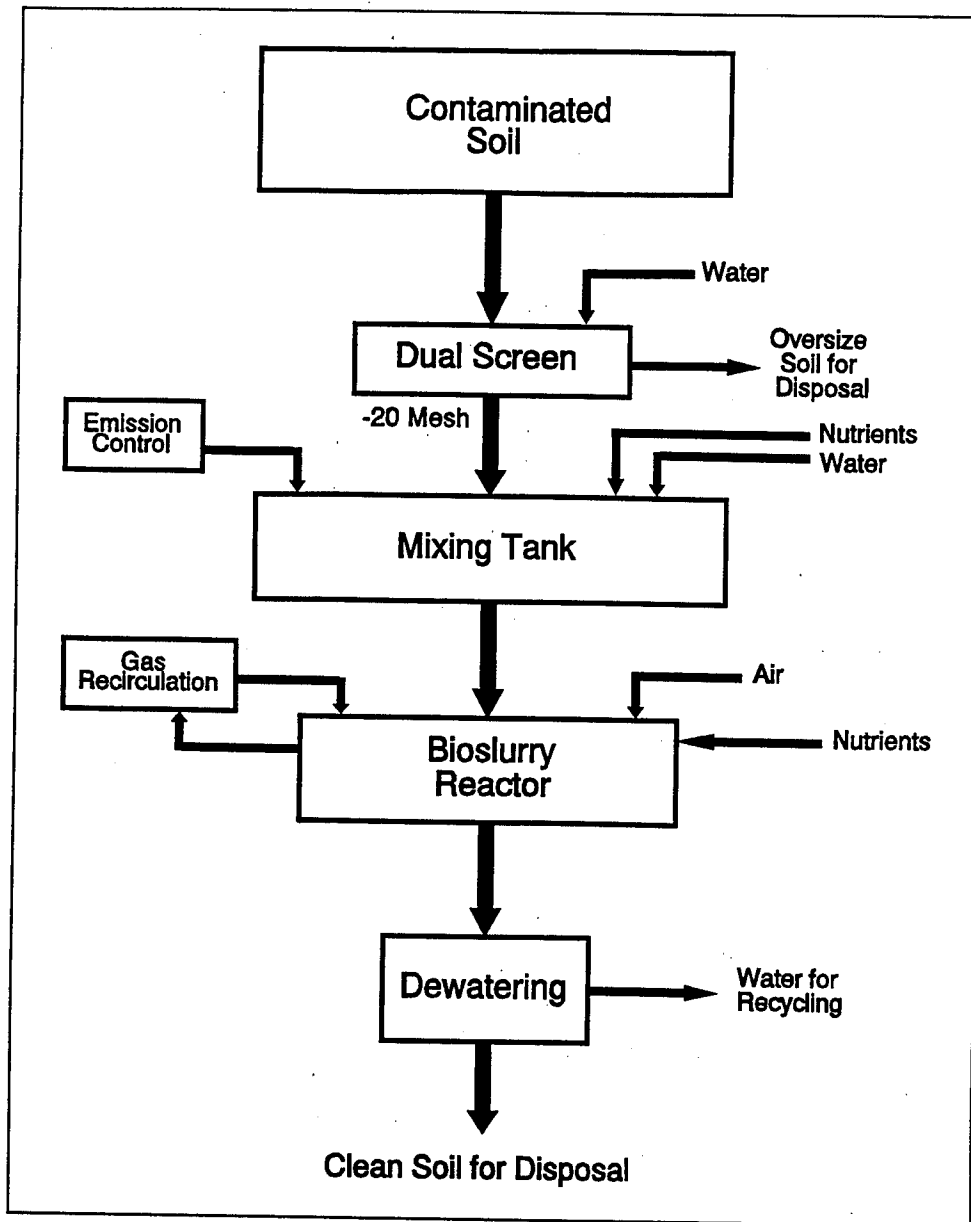 Contaminated
Soil
Water
Dual Screen
Oversize
Soil for
Disposal
-20 Mesh
Emission
Control
Nutrients
Water
Mixing Tank
Gas
Recirculation
Air
Bioslurry
Reactor
Nutrients
Dewatering
Water for
Recycling
Clean Soil for Disposal